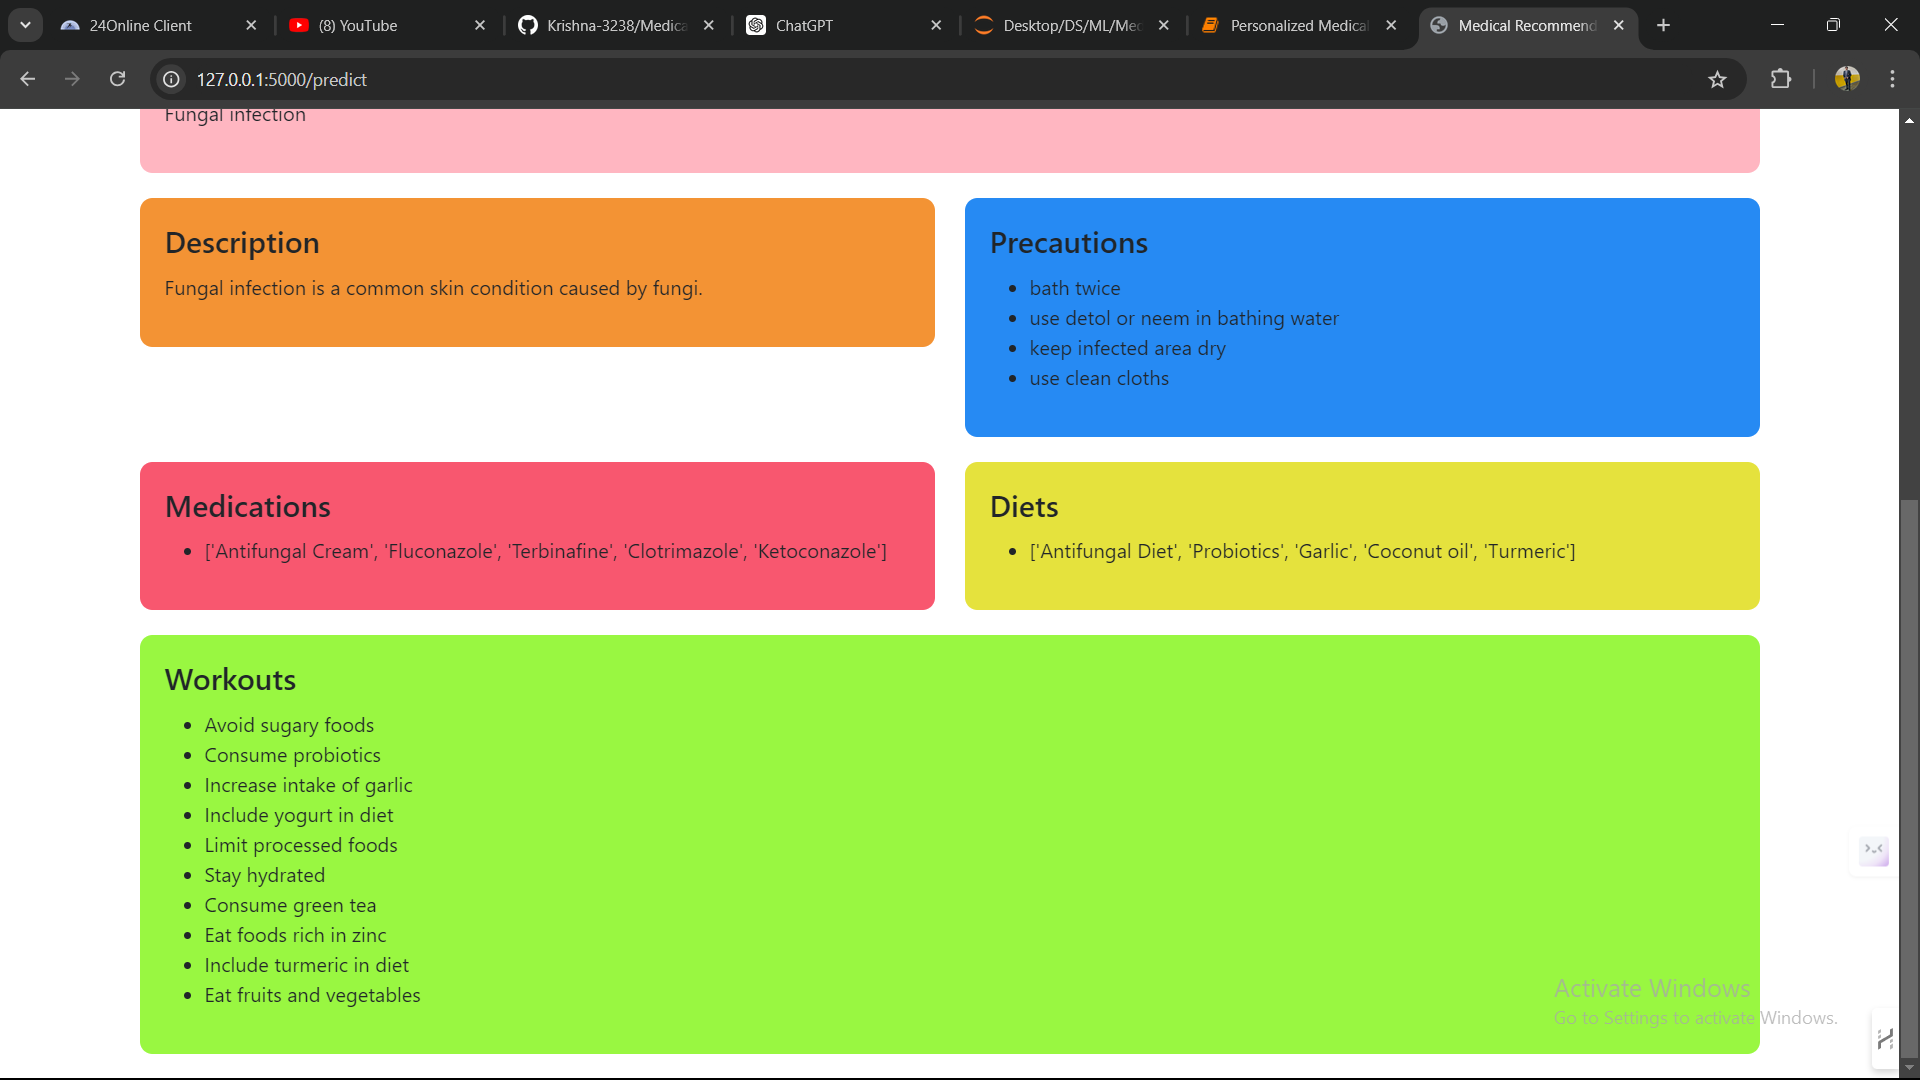 24Online Client
(8) YouTube
Krishna-3238/Medica
ChatGPT
Desktop/DS/ML/Med
Personalized Medical
Medical Recommend
127.0.0.1:5000/predict
Fungal infection
Description
Fungal infection is a common skin condition caused by fungi.
Precautions
• bath twice
• use detol or neem in bathing water
• keep infected area dry
• use clean cloths
Medications
• ['Antifungal Cream', 'Fluconazole', 'Terbinafine', 'Clotrimazole', 'Ketoconazole']
Diets
• ['Antifungal Diet', 'Probiotics', 'Garlic', 'Coconut oil', 'Turmeric']
Workouts
• Avoid sugary foods
• Consume probiotics
• Increase intake of garlic
• Include yogurt in diet
• Limit processed foods
• Stay hydrated
• Consume green tea
• Eat foods rich in zinc
• Include turmeric in diet
• Eat fruits and vegetables
Activate Windows
Go to Settings to activate Windows.